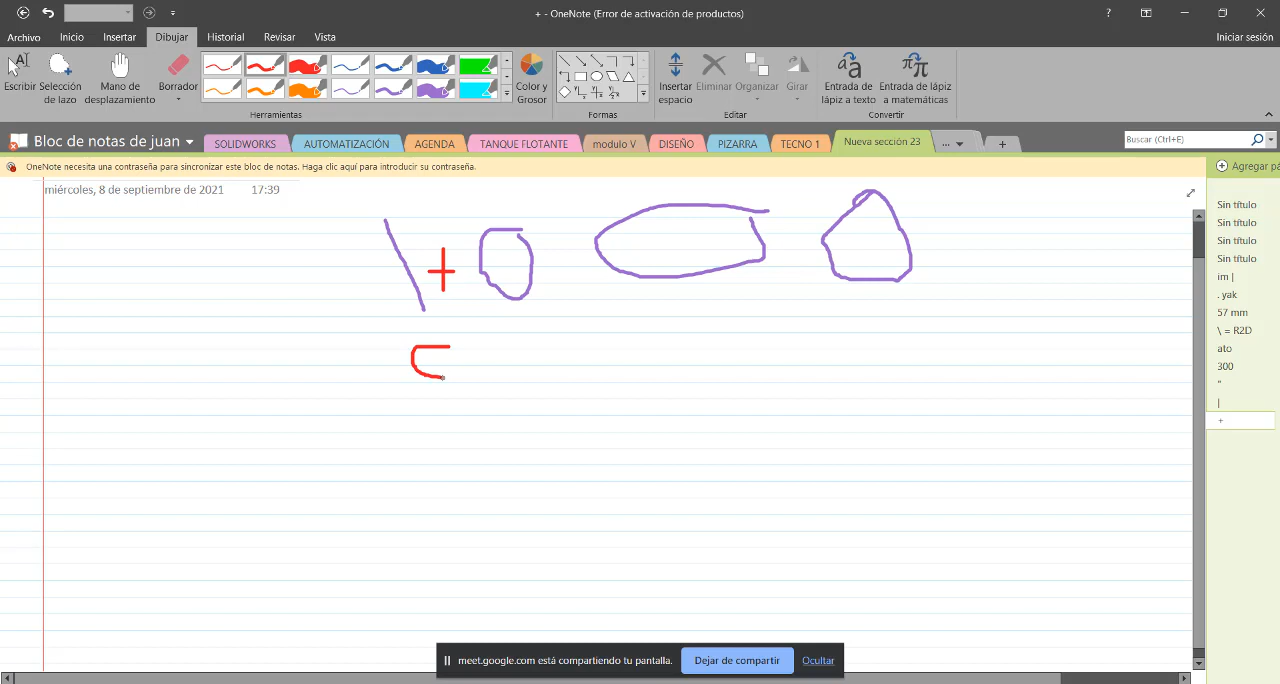 + - OneNote (Error de activación de productos)
?
Archivo Inicio Insertar Dibujar Historial Revisar Vista
Iniciar sesión
Escribir
Selección de lazo
Mano de desplazamiento
Borrador
Color y Grosor
Insertar espacio
Eliminar
Organizar
Girar
Entrada de lápiz a texto
Entrada de lápiz a matemáticas
Herramientas
Formas
Editar
Convertir
Bloc de notas de juan
SOLIDWORKS
AUTOMATIZACIÓN
AGENDA
TANQUE FLOTANTE
modulo V
DISEÑO
PIZARRA
TECNO 1
Nueva sección 23
...
+
Buscar (Ctrl+E)
OneNote necesita una contraseña para sincronizar este bloc de notas. Haga clic aquí para introducir su contraseña.
Agregar pá
miércoles, 8 de septiembre de 2021 17:39
+
Sin título
Sin título
Sin título
Sin título
im |
. yak
57 mm
\ = R2D
ato
300
"
|
+
meet.google.com está compartiendo tu pantalla.
Dejar de compartir
Ocultar